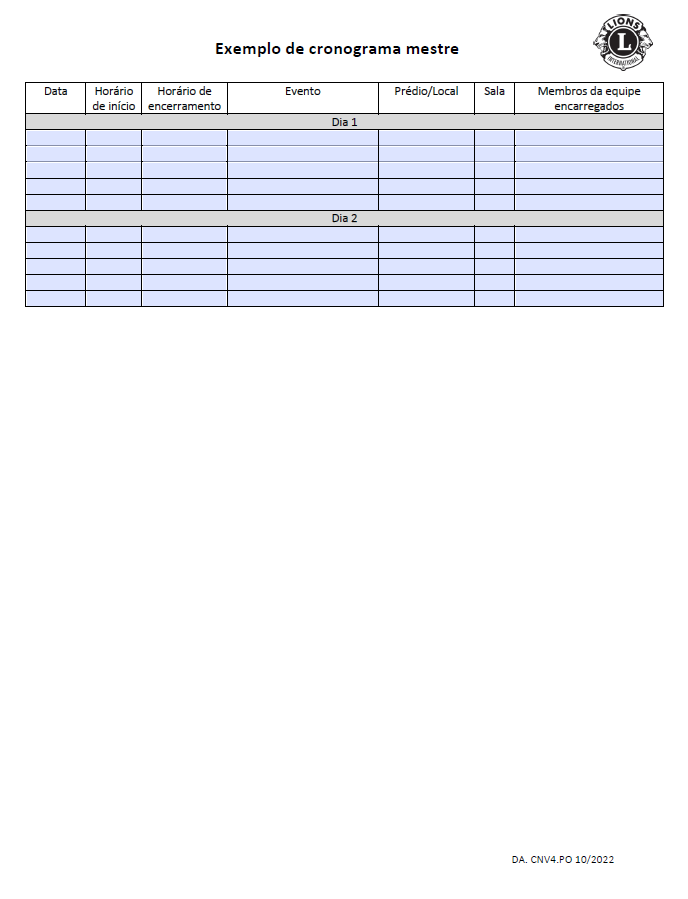 LIONS
L
INTERNATIONAL
Exemplo de cronograma mestre
Data Horário de início Horário de encerramento Evento Prédio/Local Sala Membros da equipe encarregados
Dia 1
Dia 2
DA. CNV4.PO 10/2022